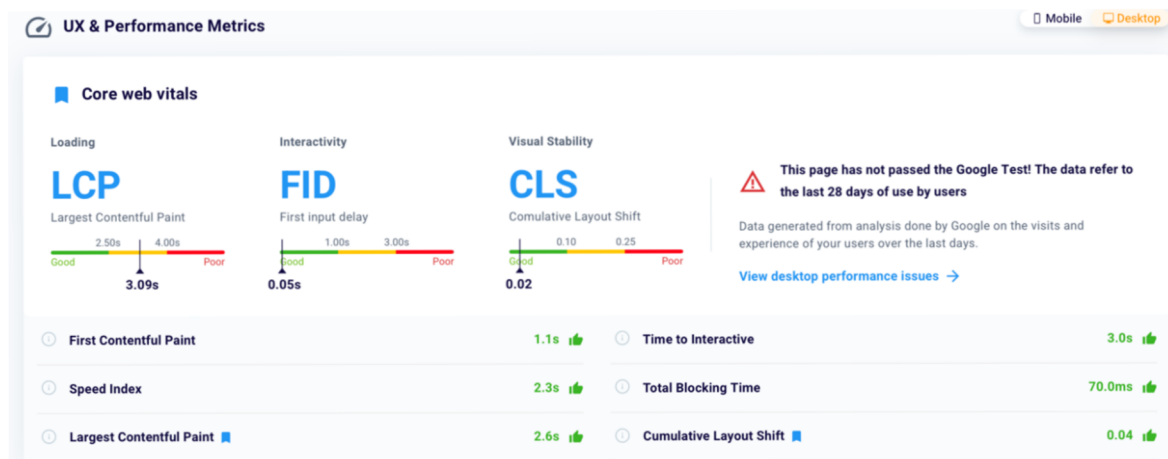 UX & Performance Metrics
Mobile
Desktop
Core web vitals
Loading
LCP
Largest Contentful Paint
2.50s 4.00s
Good Poor
3.09s
Interactivity
FID
First input delay
1.00s 3.00s
Good Poor
0.05s
Visual Stability
CLS
Comulative Layout Shift
0.10 0.25
Good Poor
0.02
This page has not passed the Google Test! The data refer to
the last 28 days of use by users
Data generated from analysis done by Google on the visits and
experience of your users over the last days.
View desktop performance issues →
First Contentful Paint 1.1s
Time to Interactive 3.0s
Speed Index 2.3s
Total Blocking Time 70.0ms
Largest Contentful Paint 2.6s
Cumulative Layout Shift 0.04